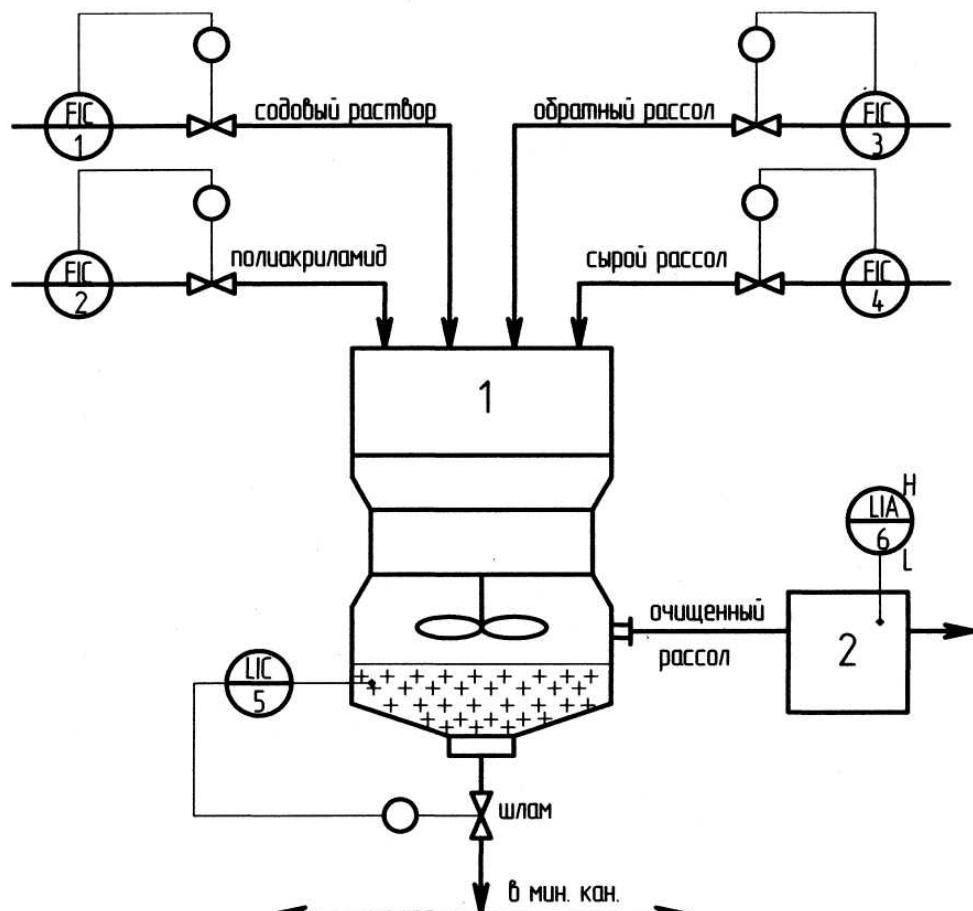 FIC
1
содовый раствор
обратный рассол
FIC
3
FIC
2
полиакриламид
сырой рассол
FIC
4
1
H
LIA
6
L
очищенный
рассол
2
LIC
5
шлам
в мин. кан.